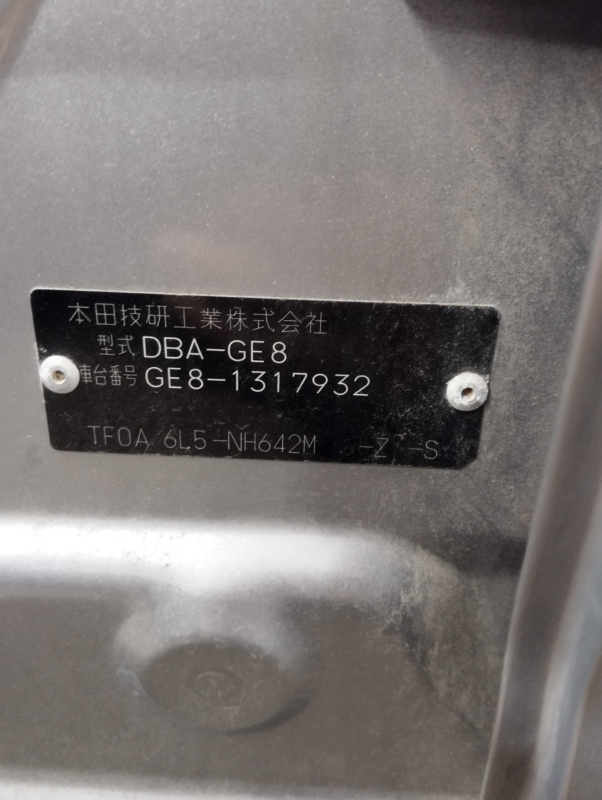 本田技研工業株式会社
型式 DBA-GE8
車台番号 GE8-1317932
TF0A 6L5-NH642M -Z -S